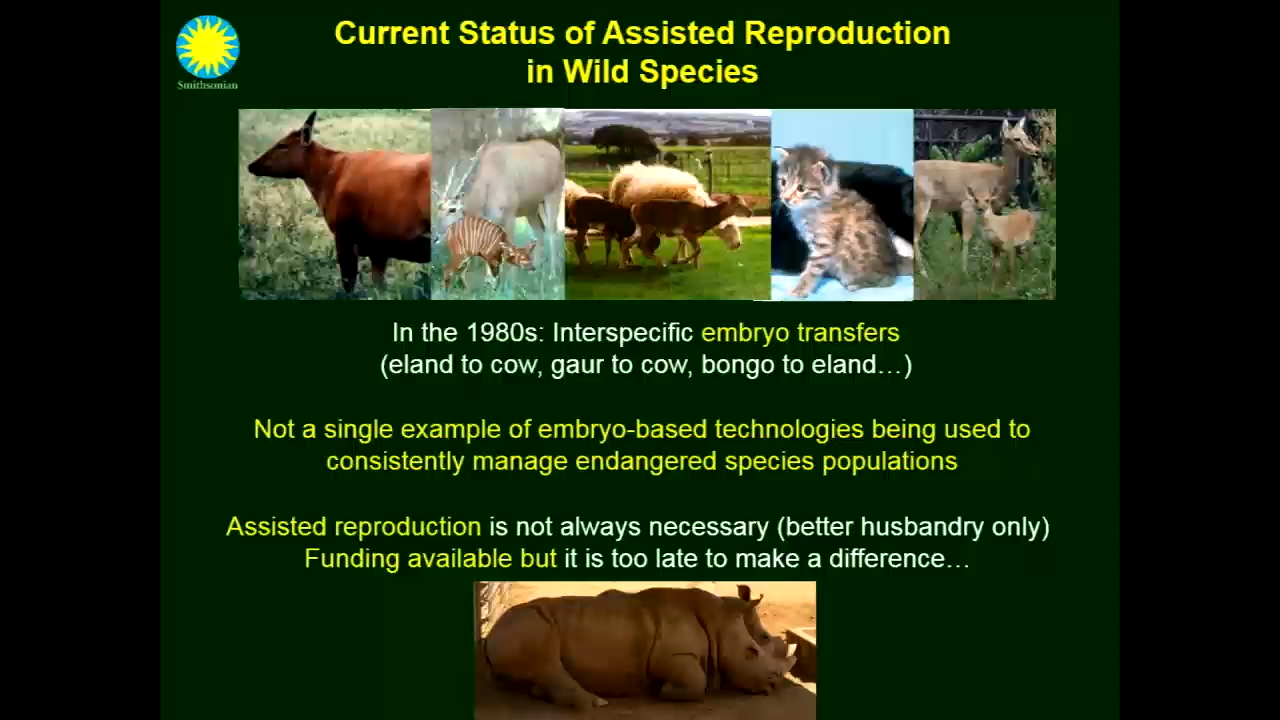 Smithsonian
Current Status of Assisted Reproduction
in Wild Species
In the 1980s: Interspecific embryo transfers
(eland to cow, gaur to cow, bongo to eland…)
Not a single example of embryo-based technologies being used to
consistently manage endangered species populations
Assisted reproduction is not always necessary (better husbandry only)
Funding available but it is too late to make a difference…